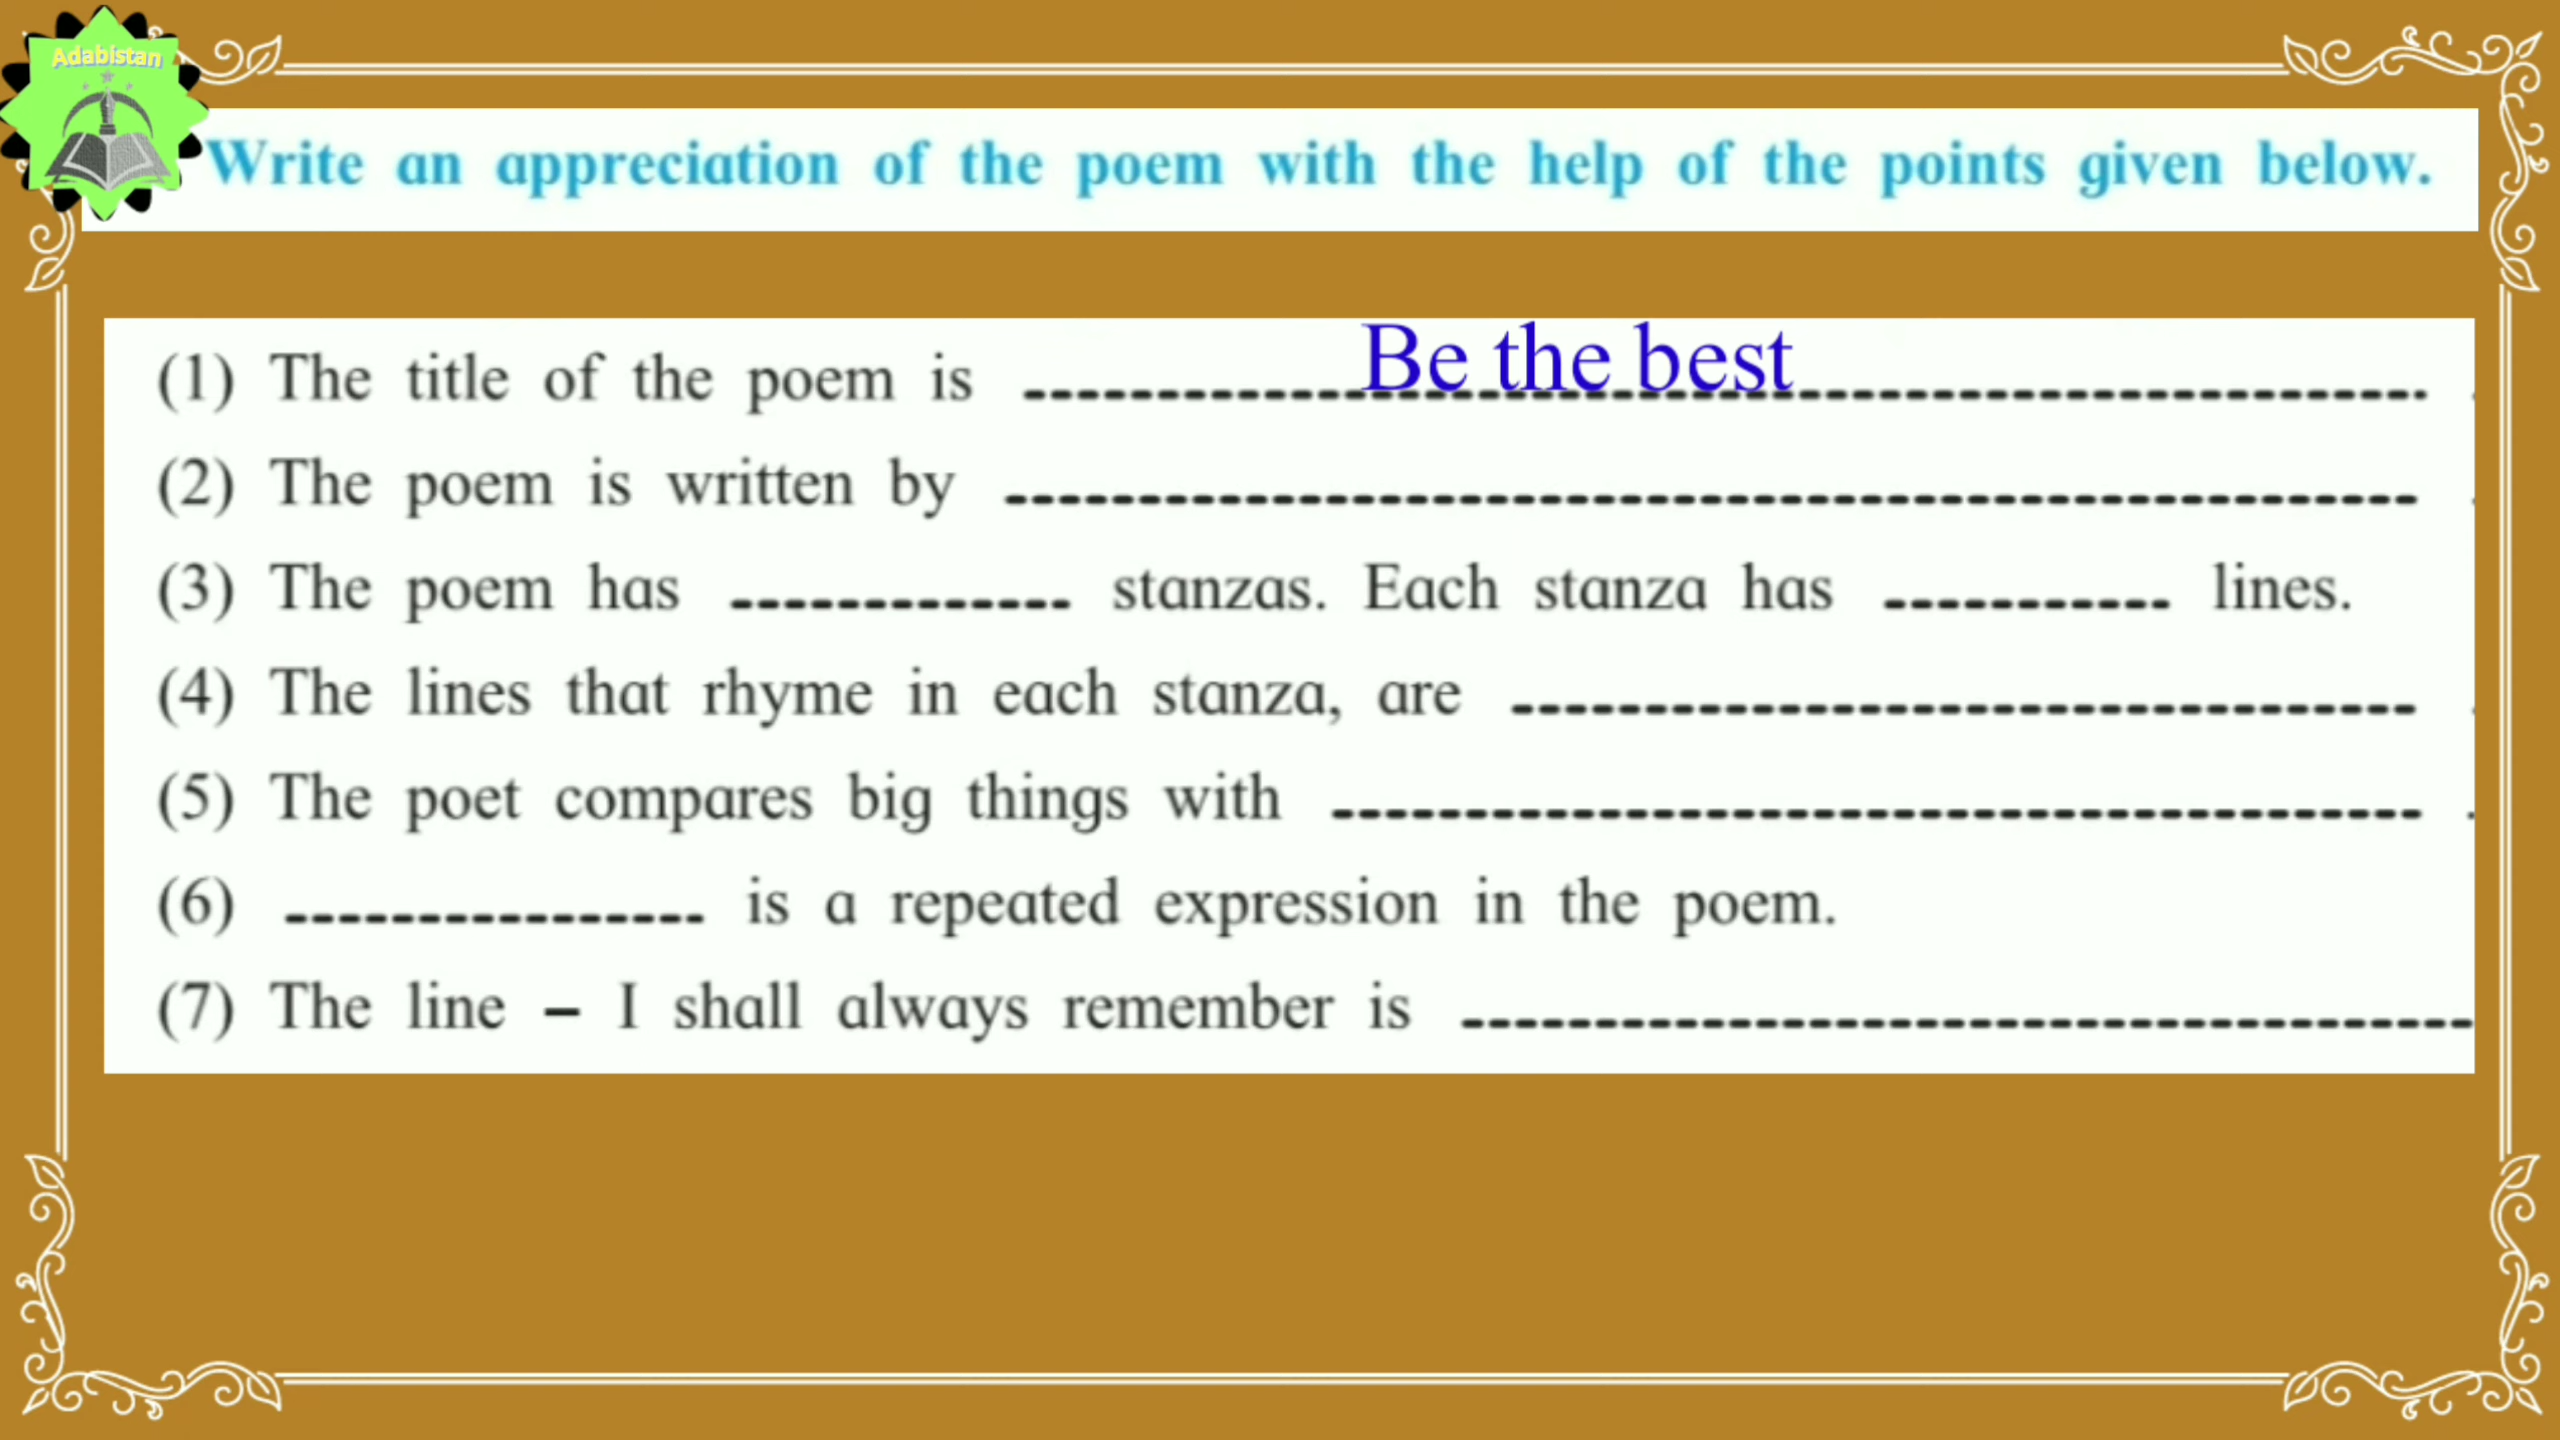 Adabistan
Write an appreciation of the poem with the help of the points given below.
(1) The title of the poem is ---------- Be the best ---------- .
(2) The poem is written by ---------- .
(3) The poem has ---------- stanzas. Each stanza has ---------- lines.
(4) The lines that rhyme in each stanza, are ---------- .
(5) The poet compares big things with ---------- .
(6) ---------- is a repeated expression in the poem.
(7) The line – I shall always remember is ----------